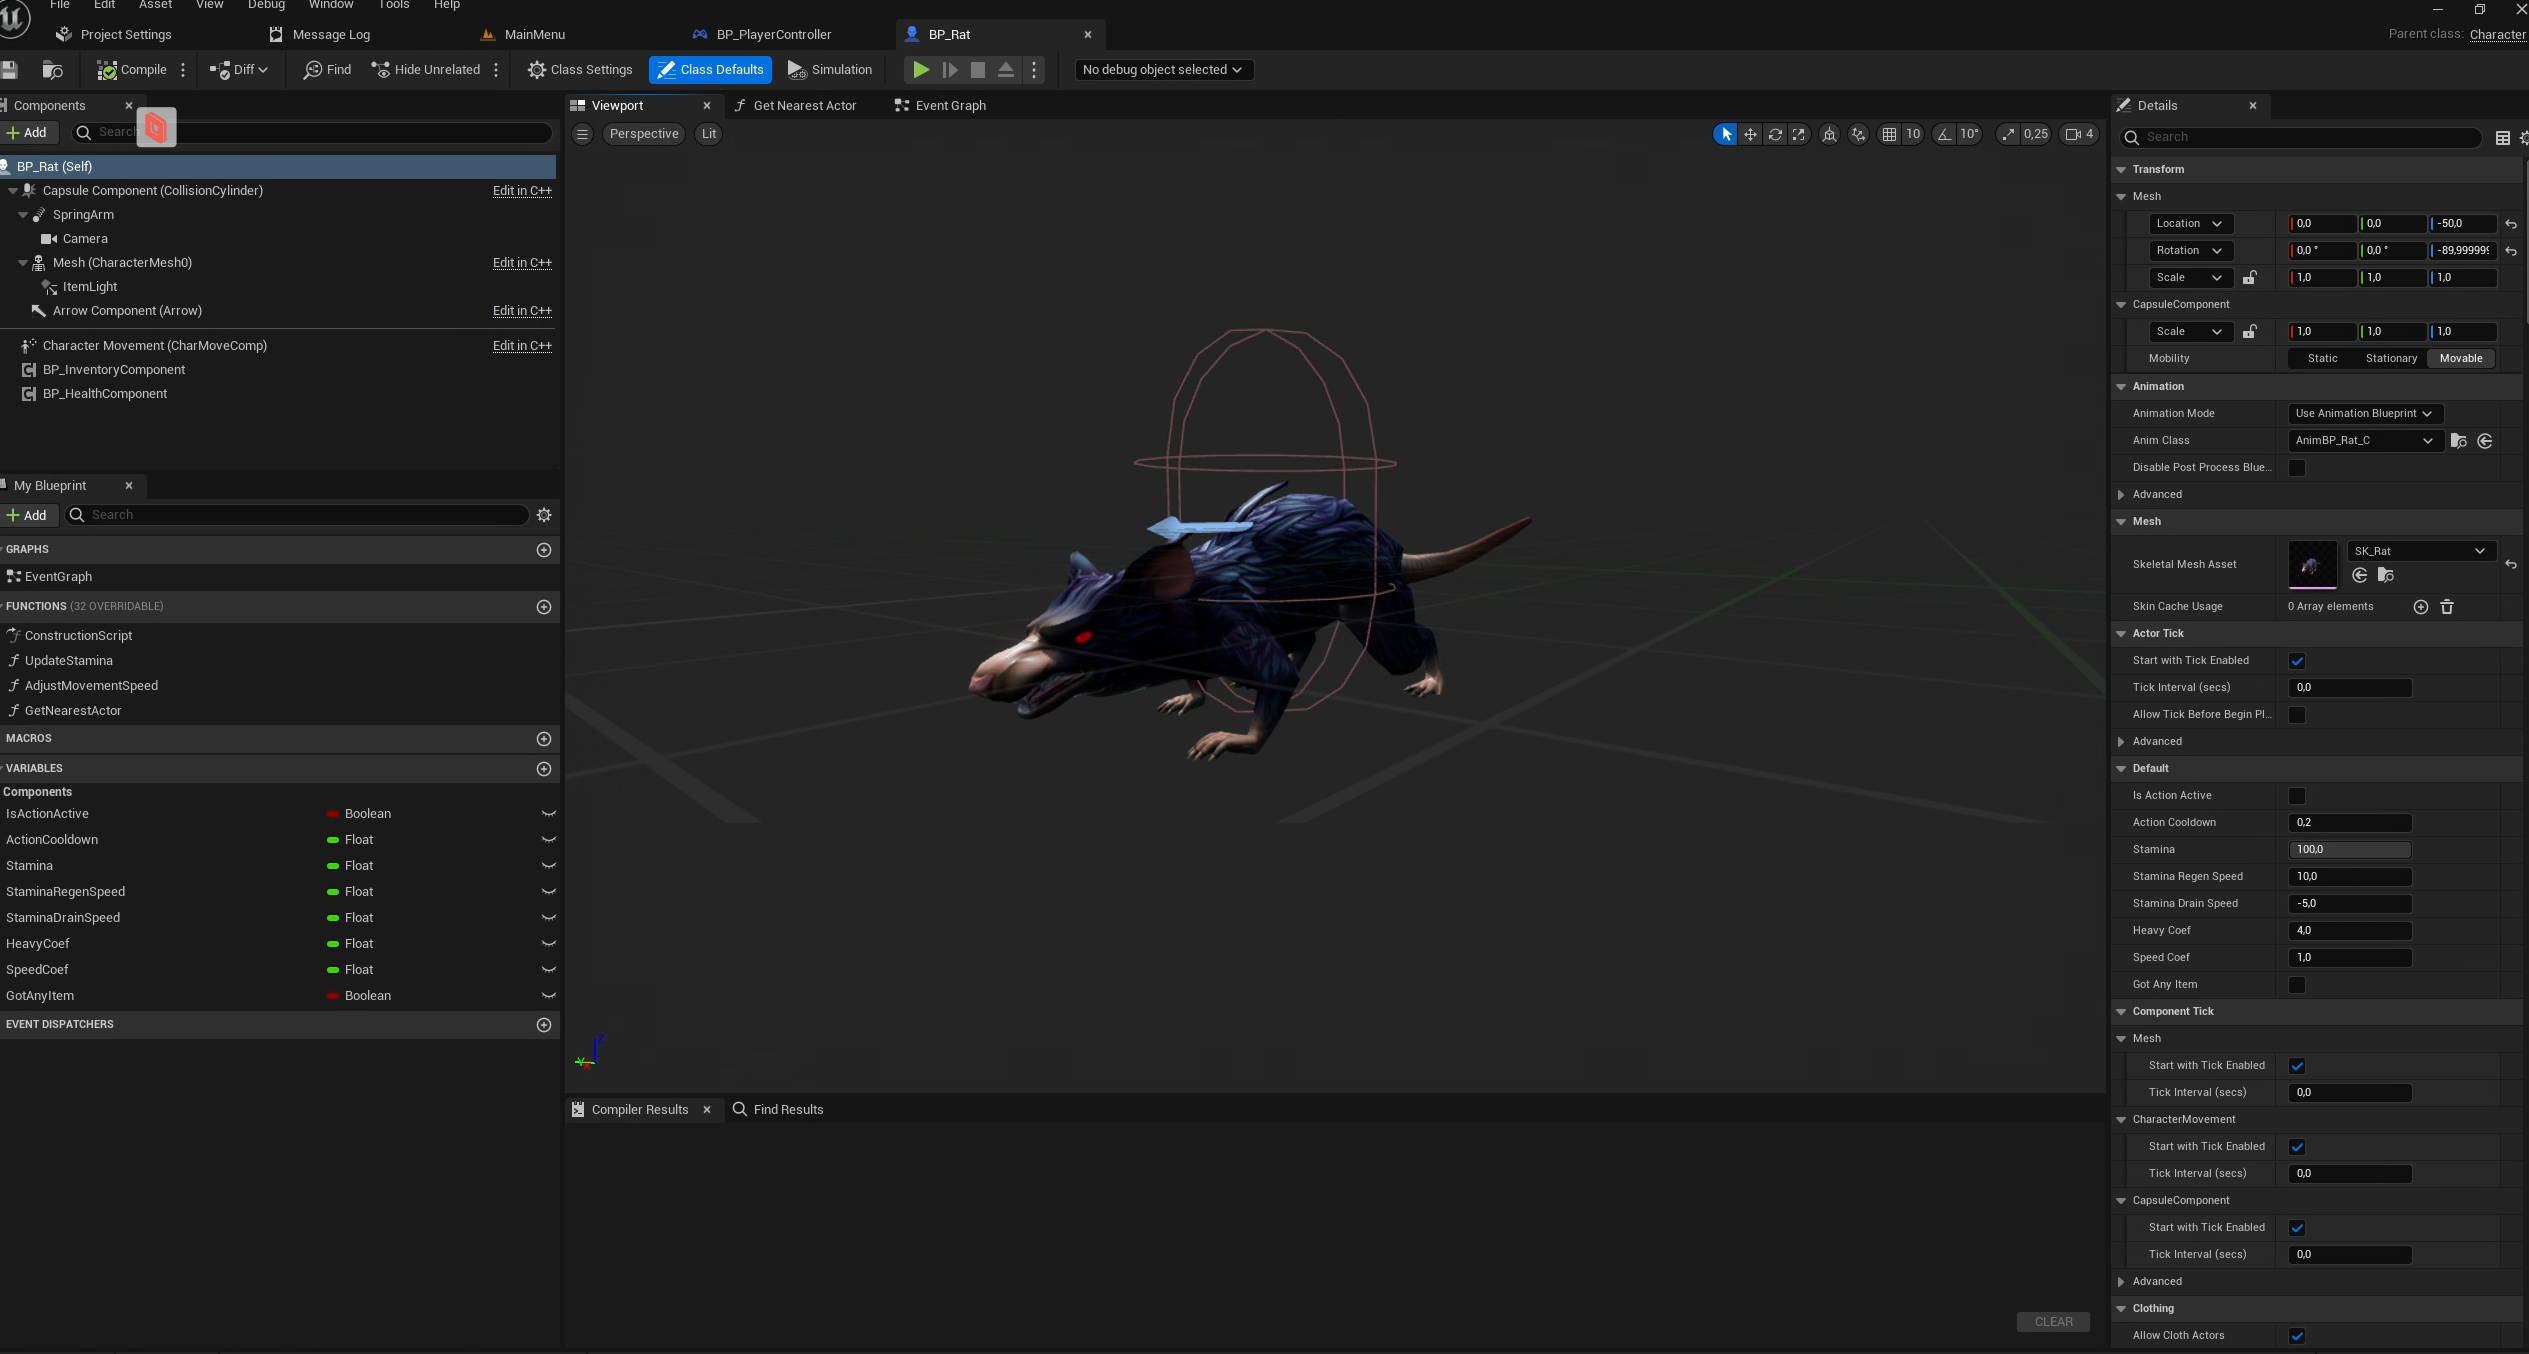 File Edit Asset View Debug Window Tools Help
Project Settings Message Log MainMenu BP_PlayerController BP_Rat Parent class: Character
Compile Diff Find Hide Unrelated Class Settings Class Defaults Simulation No debug object selected
Components
Add Search
BP_Rat (Self)
Capsule Component (CollisionCylinder) Edit in C++
SpringArm
Camera
Mesh (CharacterMesh0) Edit in C++
ItemLight
Arrow Component (Arrow) Edit in C++
Character Movement (CharMoveComp) Edit in C++
BP_InventoryComponent
BP_HealthComponent
My Blueprint
Add Search
GRAPHS
EventGraph
FUNCTIONS (32 OVERRIDABLE)
ConstructionScript
UpdateStamina
AdjustMovementSpeed
GetNearestActor
MACROS
VARIABLES
Components
IsActionActive Boolean
ActionCooldown Float
Stamina Float
StaminaRegenSpeed Float
StaminaDrainSpeed Float
HeavyCoef Float
SpeedCoef Float
GotAnyItem Boolean
EVENT DISPATCHERS
Viewport Get Nearest Actor Event Graph
Perspective Lit 10 10° 0,25 4
Compiler Results Find Results
CLEAR
Details
Search
Transform
Mesh
Location 0,0 0,0 -50,0
Rotation 0,0 ° 0,0 ° -89,999999
Scale 1,0 1,0 1,0
CapsuleComponent
Scale 1,0 1,0 1,0
Mobility Static Stationary Movable
Animation
Animation Mode Use Animation Blueprint
Anim Class AnimBP_Rat_C
Disable Post Process Blue...
Advanced
Mesh
Skeletal Mesh Asset SK_Rat
Skin Cache Usage 0 Array elements
Actor Tick
Start with Tick Enabled
Tick Interval (secs) 0,0
Allow Tick Before Begin Pl...
Advanced
Default
Is Action Active
Action Cooldown 0,2
Stamina 100,0
Stamina Regen Speed 10,0
Stamina Drain Speed -5,0
Heavy Coef 4,0
Speed Coef 1,0
Got Any Item
Component Tick
Mesh
Start with Tick Enabled
Tick Interval (secs) 0,0
CharacterMovement
Start with Tick Enabled
Tick Interval (secs) 0,0
CapsuleComponent
Start with Tick Enabled
Tick Interval (secs) 0,0
Advanced
Clothing
Allow Cloth Actors